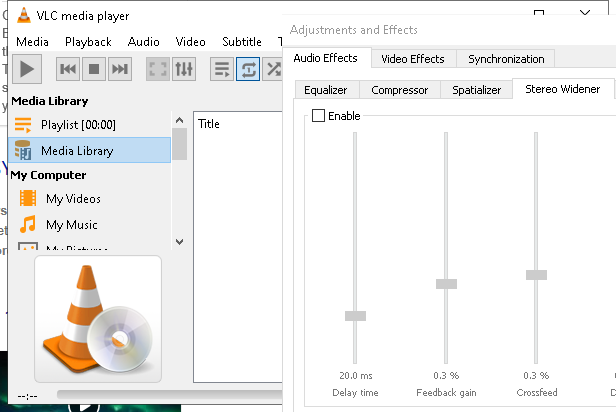 VLC media player
Media Playback Audio Video Subtitle T
Media Library
Playlist [00:00]
Media Library
My Computer
My Videos
My Music
My Pictures
Title
--:--
Adjustments and Effects
Audio Effects Video Effects Synchronization
Equalizer Compressor Spatializer Stereo Widener
Enable
20.0 ms 0.3 % 0.3 %
Delay time Feedback gain Crossfeed D